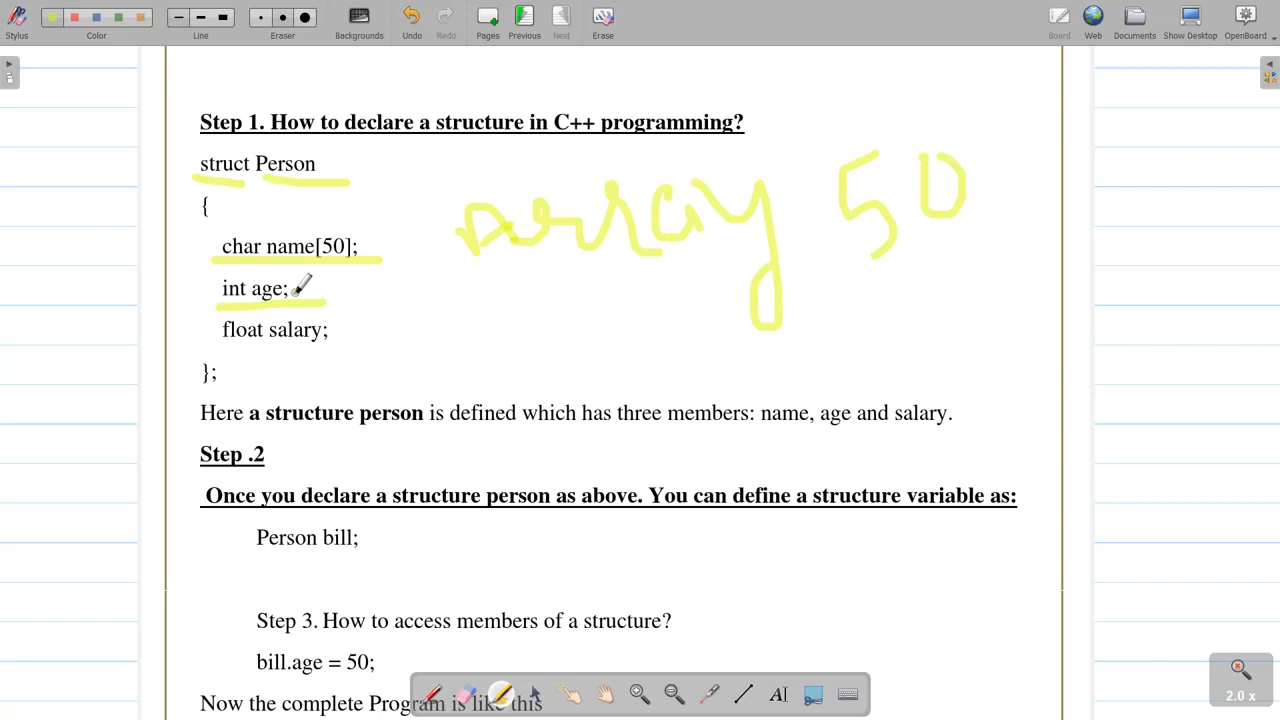 Stylus Color Line Eraser Backgrounds Undo Redo Pages Previous Next Erase Board Web Documents Show Desktop OpenBoard
Step 1. How to declare a structure in C++ programming?
struct Person
{
char name[50];
array 50
int age;
float salary;
};
Here a structure person is defined which has three members: name, age and salary.
Step .2
Once you declare a structure person as above. You can define a structure variable as:
Person bill;
Step 3. How to access members of a structure?
bill.age = 50;
Now the complete Program is like this
2.0 x